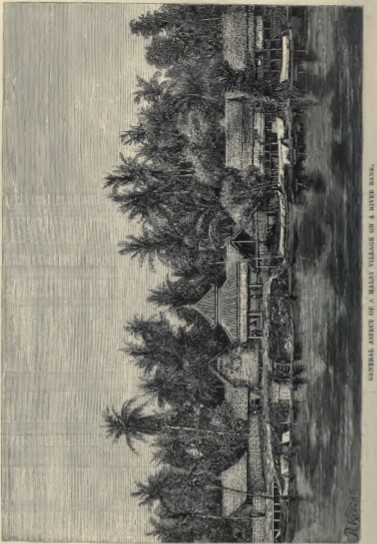 GENERAL ASPECT OF A MALAY VILLAGE ON A RIVER BANK.